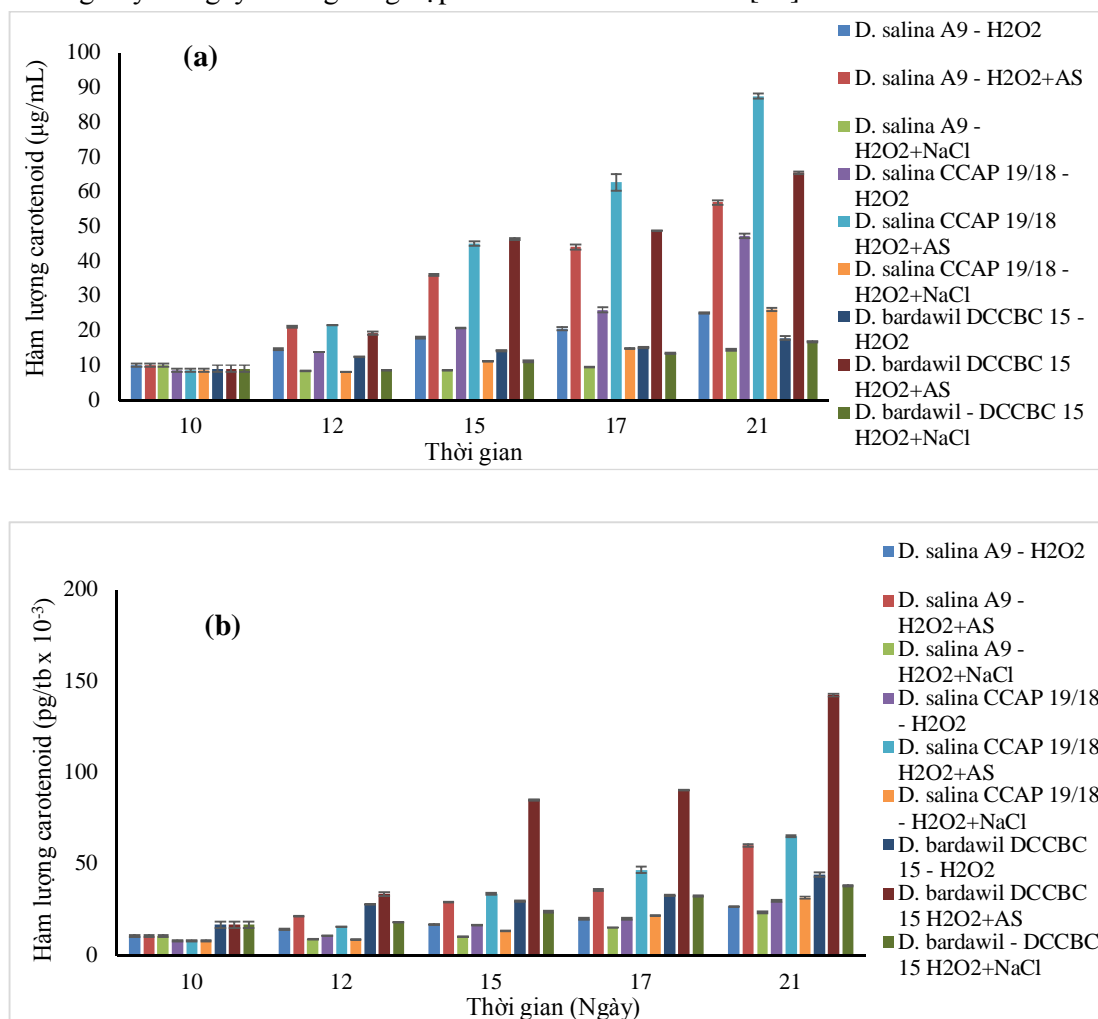 (a)
Hàm lượng carotenoid (µg/mL)
100
90
80
70
60
50
40
30
20
10
0
10 12 15 17 21
Thời gian
D. salina A9 - H2O2
D. salina A9 - H2O2+AS
D. salina A9 -
H2O2+NaCl
D. salina CCAP 19/18 -
H2O2
D. salina CCAP 19/18
H2O2+AS
D. salina CCAP 19/18 -
H2O2+NaCl
D. bardawil DCCBC 15 -
H2O2
D. bardawil DCCBC 15
H2O2+AS
D. bardawil - DCCBC 15
H2O2+NaCl
(b)
Hàm lượng carotenoid (pg/tb x 10⁻³)
200
150
100
50
0
10 12 15 17 21
Thời gian (Ngày)
D. salina A9 - H2O2
D. salina A9 -
H2O2+AS
D. salina A9 -
H2O2+NaCl
D. salina CCAP 19/18
- H2O2
D. salina CCAP 19/18
H2O2+AS
D. salina CCAP 19/18
- H2O2+NaCl
D. bardawil DCCBC
15 - H2O2
D. bardawil DCCBC
15 H2O2+AS
D. bardawil - DCCBC
15 H2O2+NaCl